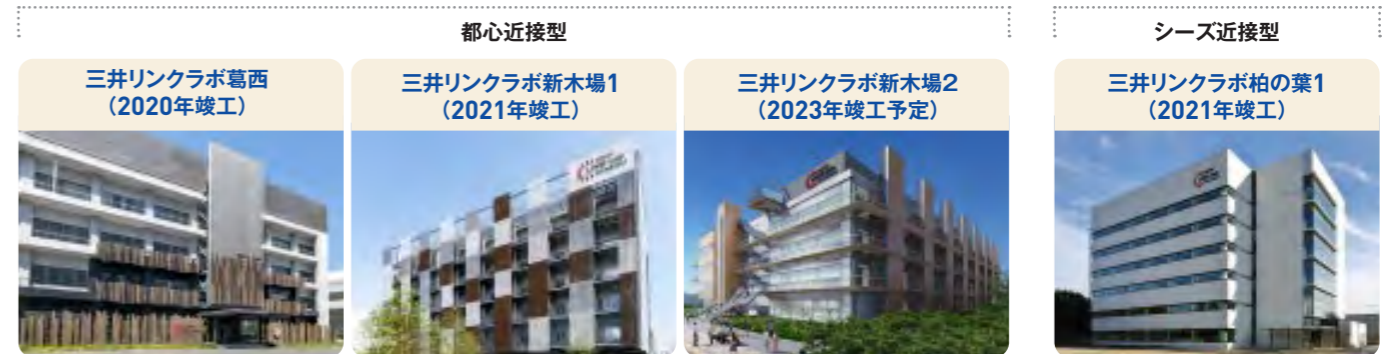 都心近接型
シーズ近接型
三井リンクラボ葛西
（2020年竣工）
三井リンクラボ新木場1
（2021年竣工）
三井リンクラボ新木場2
（2023年竣工予定）
三井リンクラボ柏の葉1
（2021年竣工）